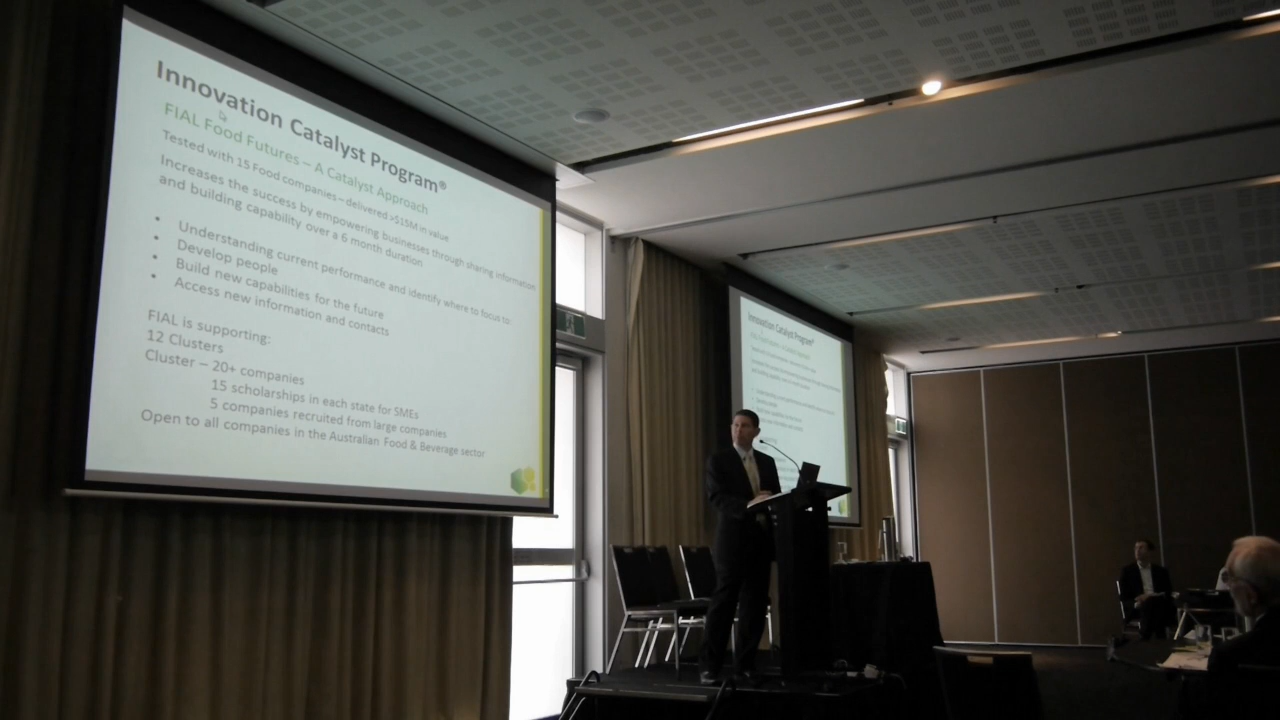 Innovation Catalyst Program®
FIAL Food Futures – A Catalyst Approach
Tested with 15 Food companies – delivered >$15M in value
Increases the success by empowering businesses through sharing information
and building capability over a 6 month duration
• Understanding current performance and identify where to focus to:
• Develop people
• Build new capabilities for the future
• Access new information and contacts
FIAL is supporting:
12 Clusters
Cluster – 20+ companies
15 scholarships in each state for SMEs
5 companies recruited from large companies
Open to all companies in the Australian Food & Beverage sector
Innovation Catalyst Program®